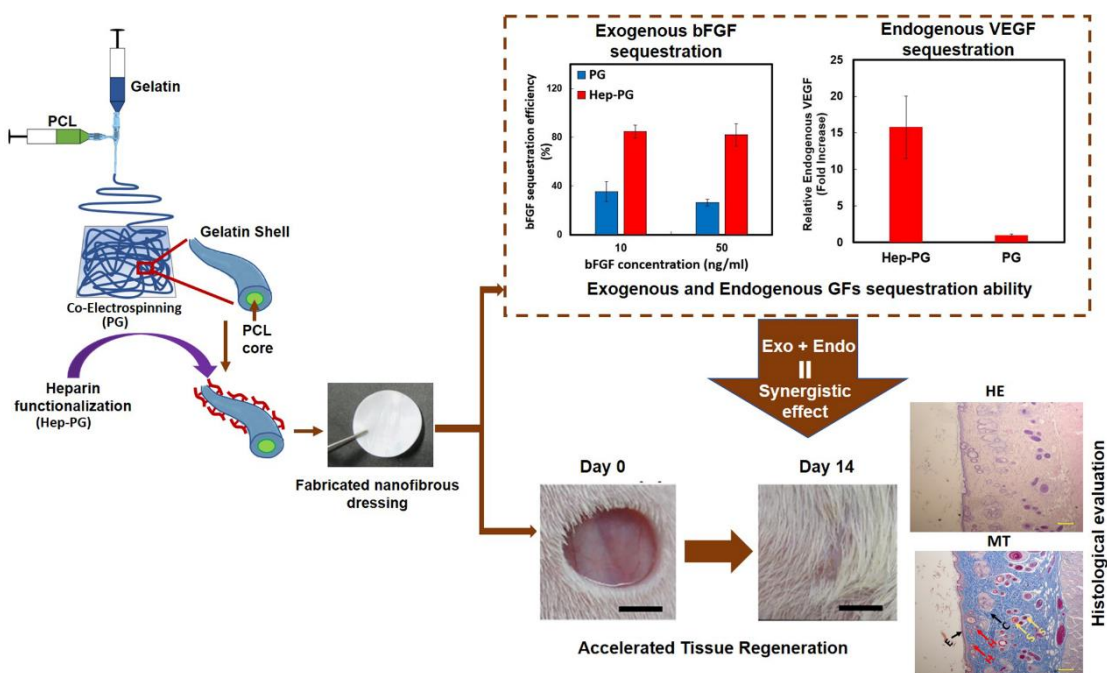 Gelatin
PCL
Gelatin Shell
Co-Electrospinning
(PG)
PCL
core
Heparin
functionalization
(Hep-PG)
Fabricated nanofibrous
dressing
Exogenous bFGF
sequestration
PG
Hep-PG
bFGF sequestration efficiency
(%)
120
80
40
0
10
50
bFGF concentration (ng/ml)
Endogenous VEGF
sequestration
Relative Endogenous VEGF
(Fold Increase)
25
20
15
10
5
0
Hep-PG
PG
Exogenous and Endogenous GFs sequestration ability
Exo + Endo
=
Synergistic
effect
Day 0
Day 14
Accelerated Tissue Regeneration
HE
MT
E
H
H
C
S
S
Histological evaluation